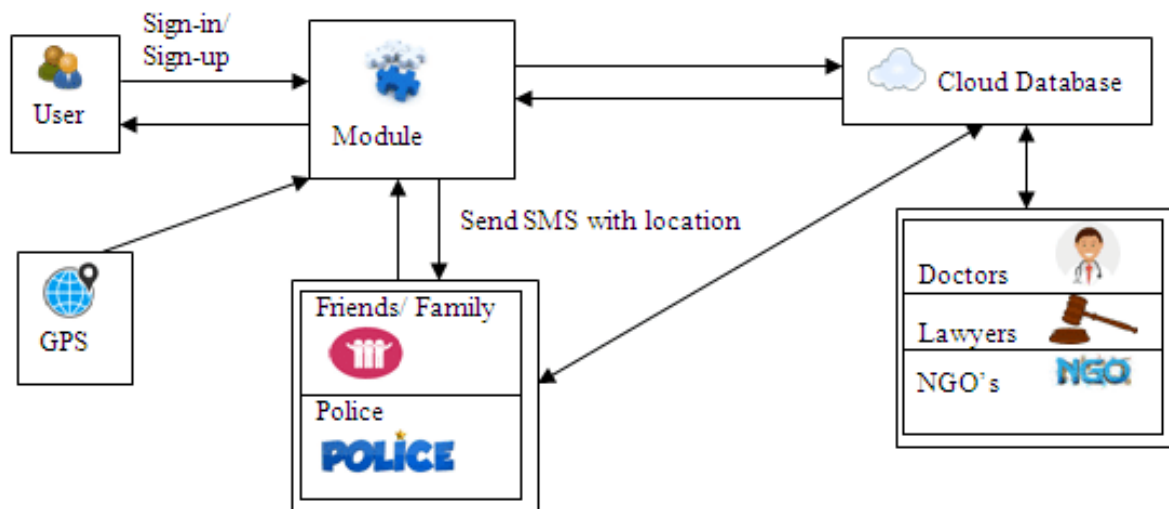 Sign-in/
Sign-up
User
Module
Cloud Database
Send SMS with location
GPS
Friends/ Family
Police
POLICE
Doctors
Lawyers
NGO's
NGO